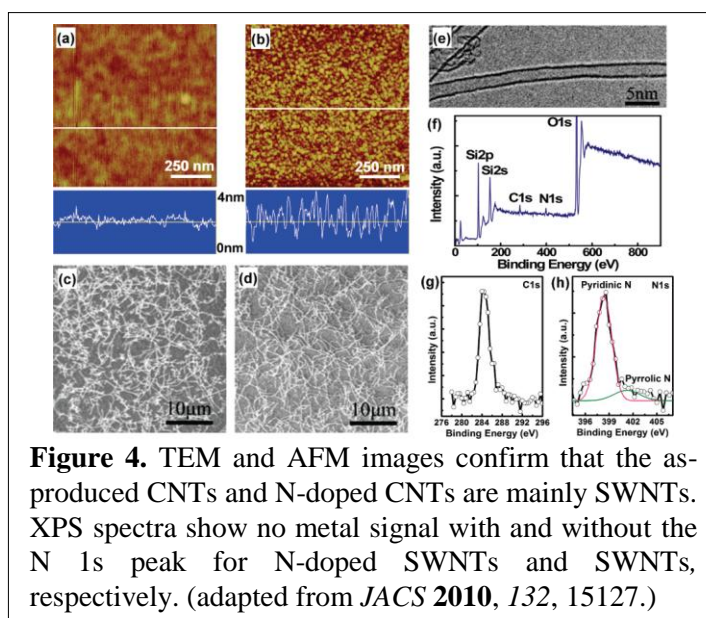 (a)
250 nm
(b)
250 nm
4nm
0nm
(c)
10μm
(d)
10μm
(e)
5nm
(f)
Intensity (a.u.)
Si2p
Si2s
C1s
N1s
O1s
0 200 400 600 800
Binding Energy (eV)
(g)
C1s
Intensity (a.u.)
276 280 284 288 292 296
Binding Energy (eV)
(h)
Pyridinic N
N1s
Intensity (a.u.)
Pyrrolic N
396 399 402 405
Binding Energy (eV)
Figure 4. TEM and AFM images confirm that the as-
produced CNTs and N-doped CNTs are mainly SWNTs.
XPS spectra show no metal signal with and without the
N 1s peak for N-doped SWNTs and SWNTs,
respectively. (adapted from JACS 2010, 132, 15127.)